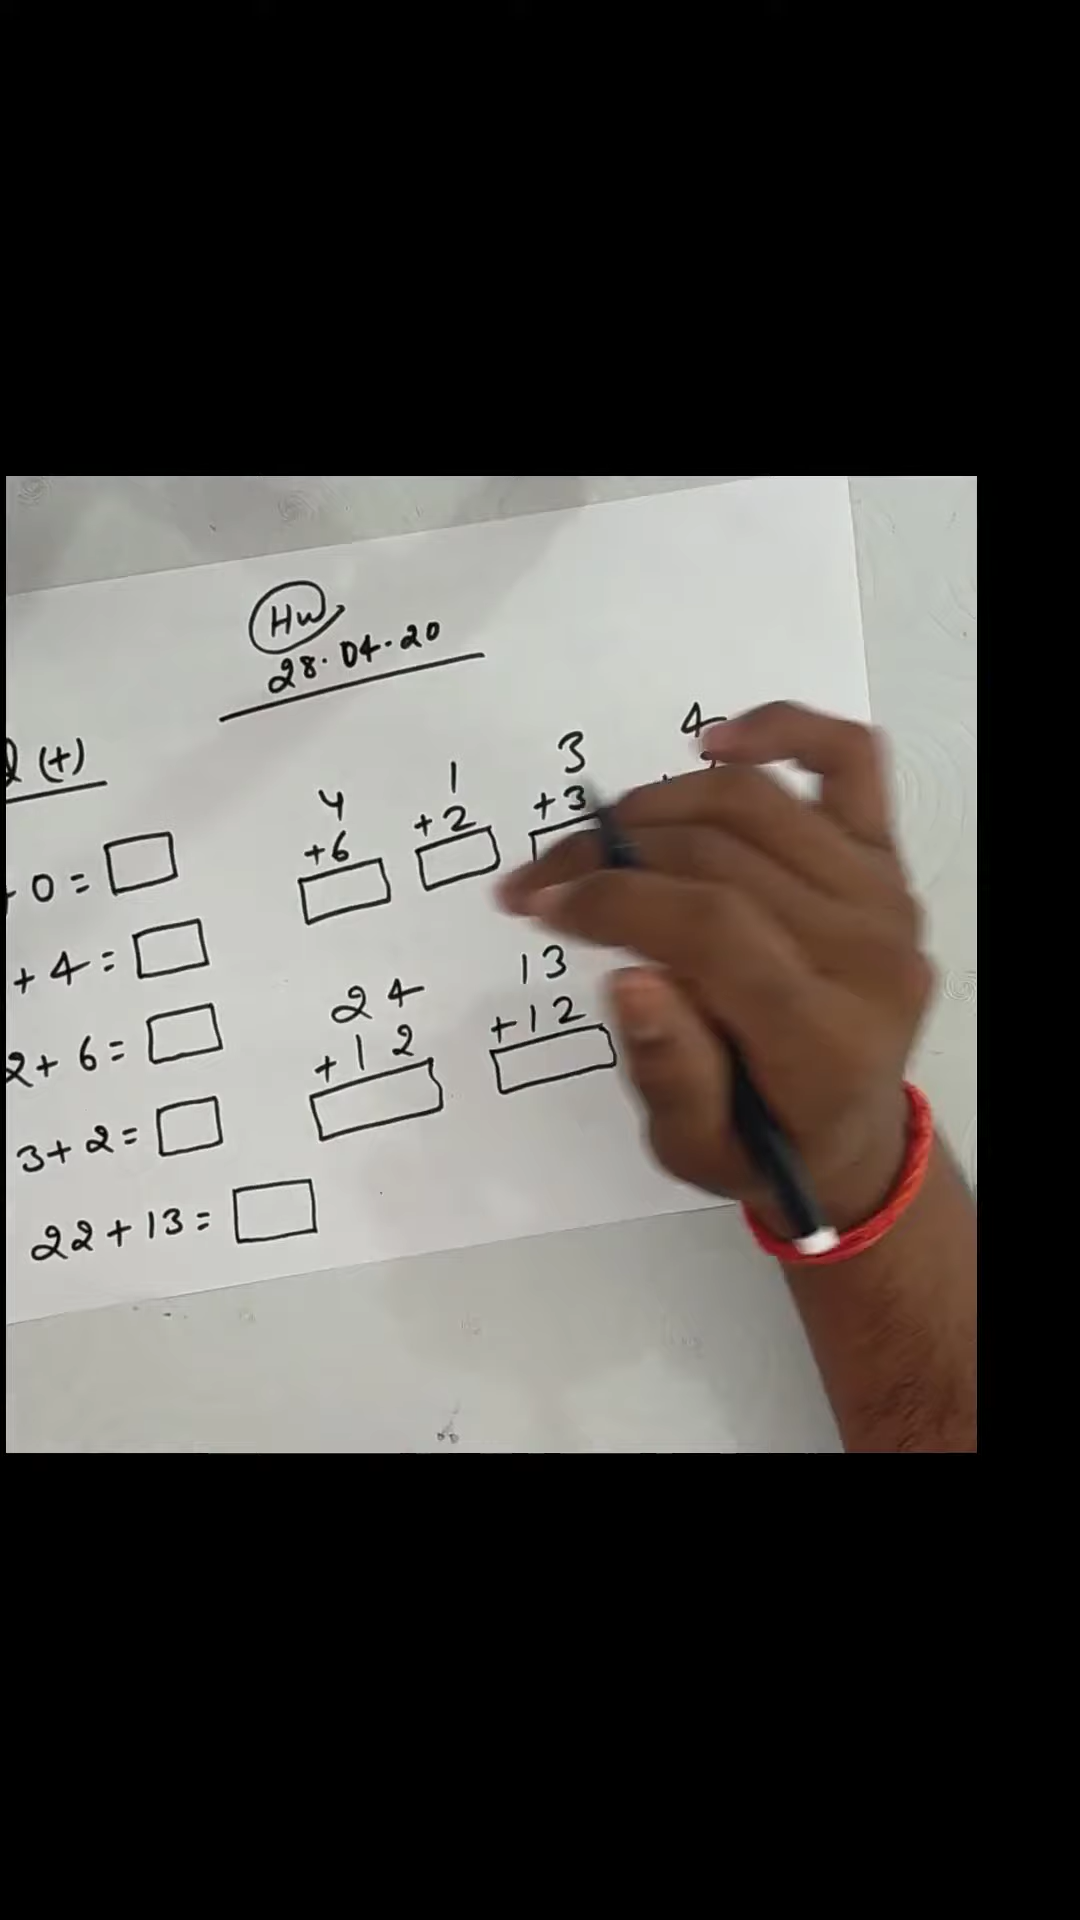 Hw
28.04.20
(+)
+ 0 =
+ 4 =
2 + 6 =
3 + 2 =
22 + 13 =
4
+6
1
+2
3
+3
4
24
+12
13
+12